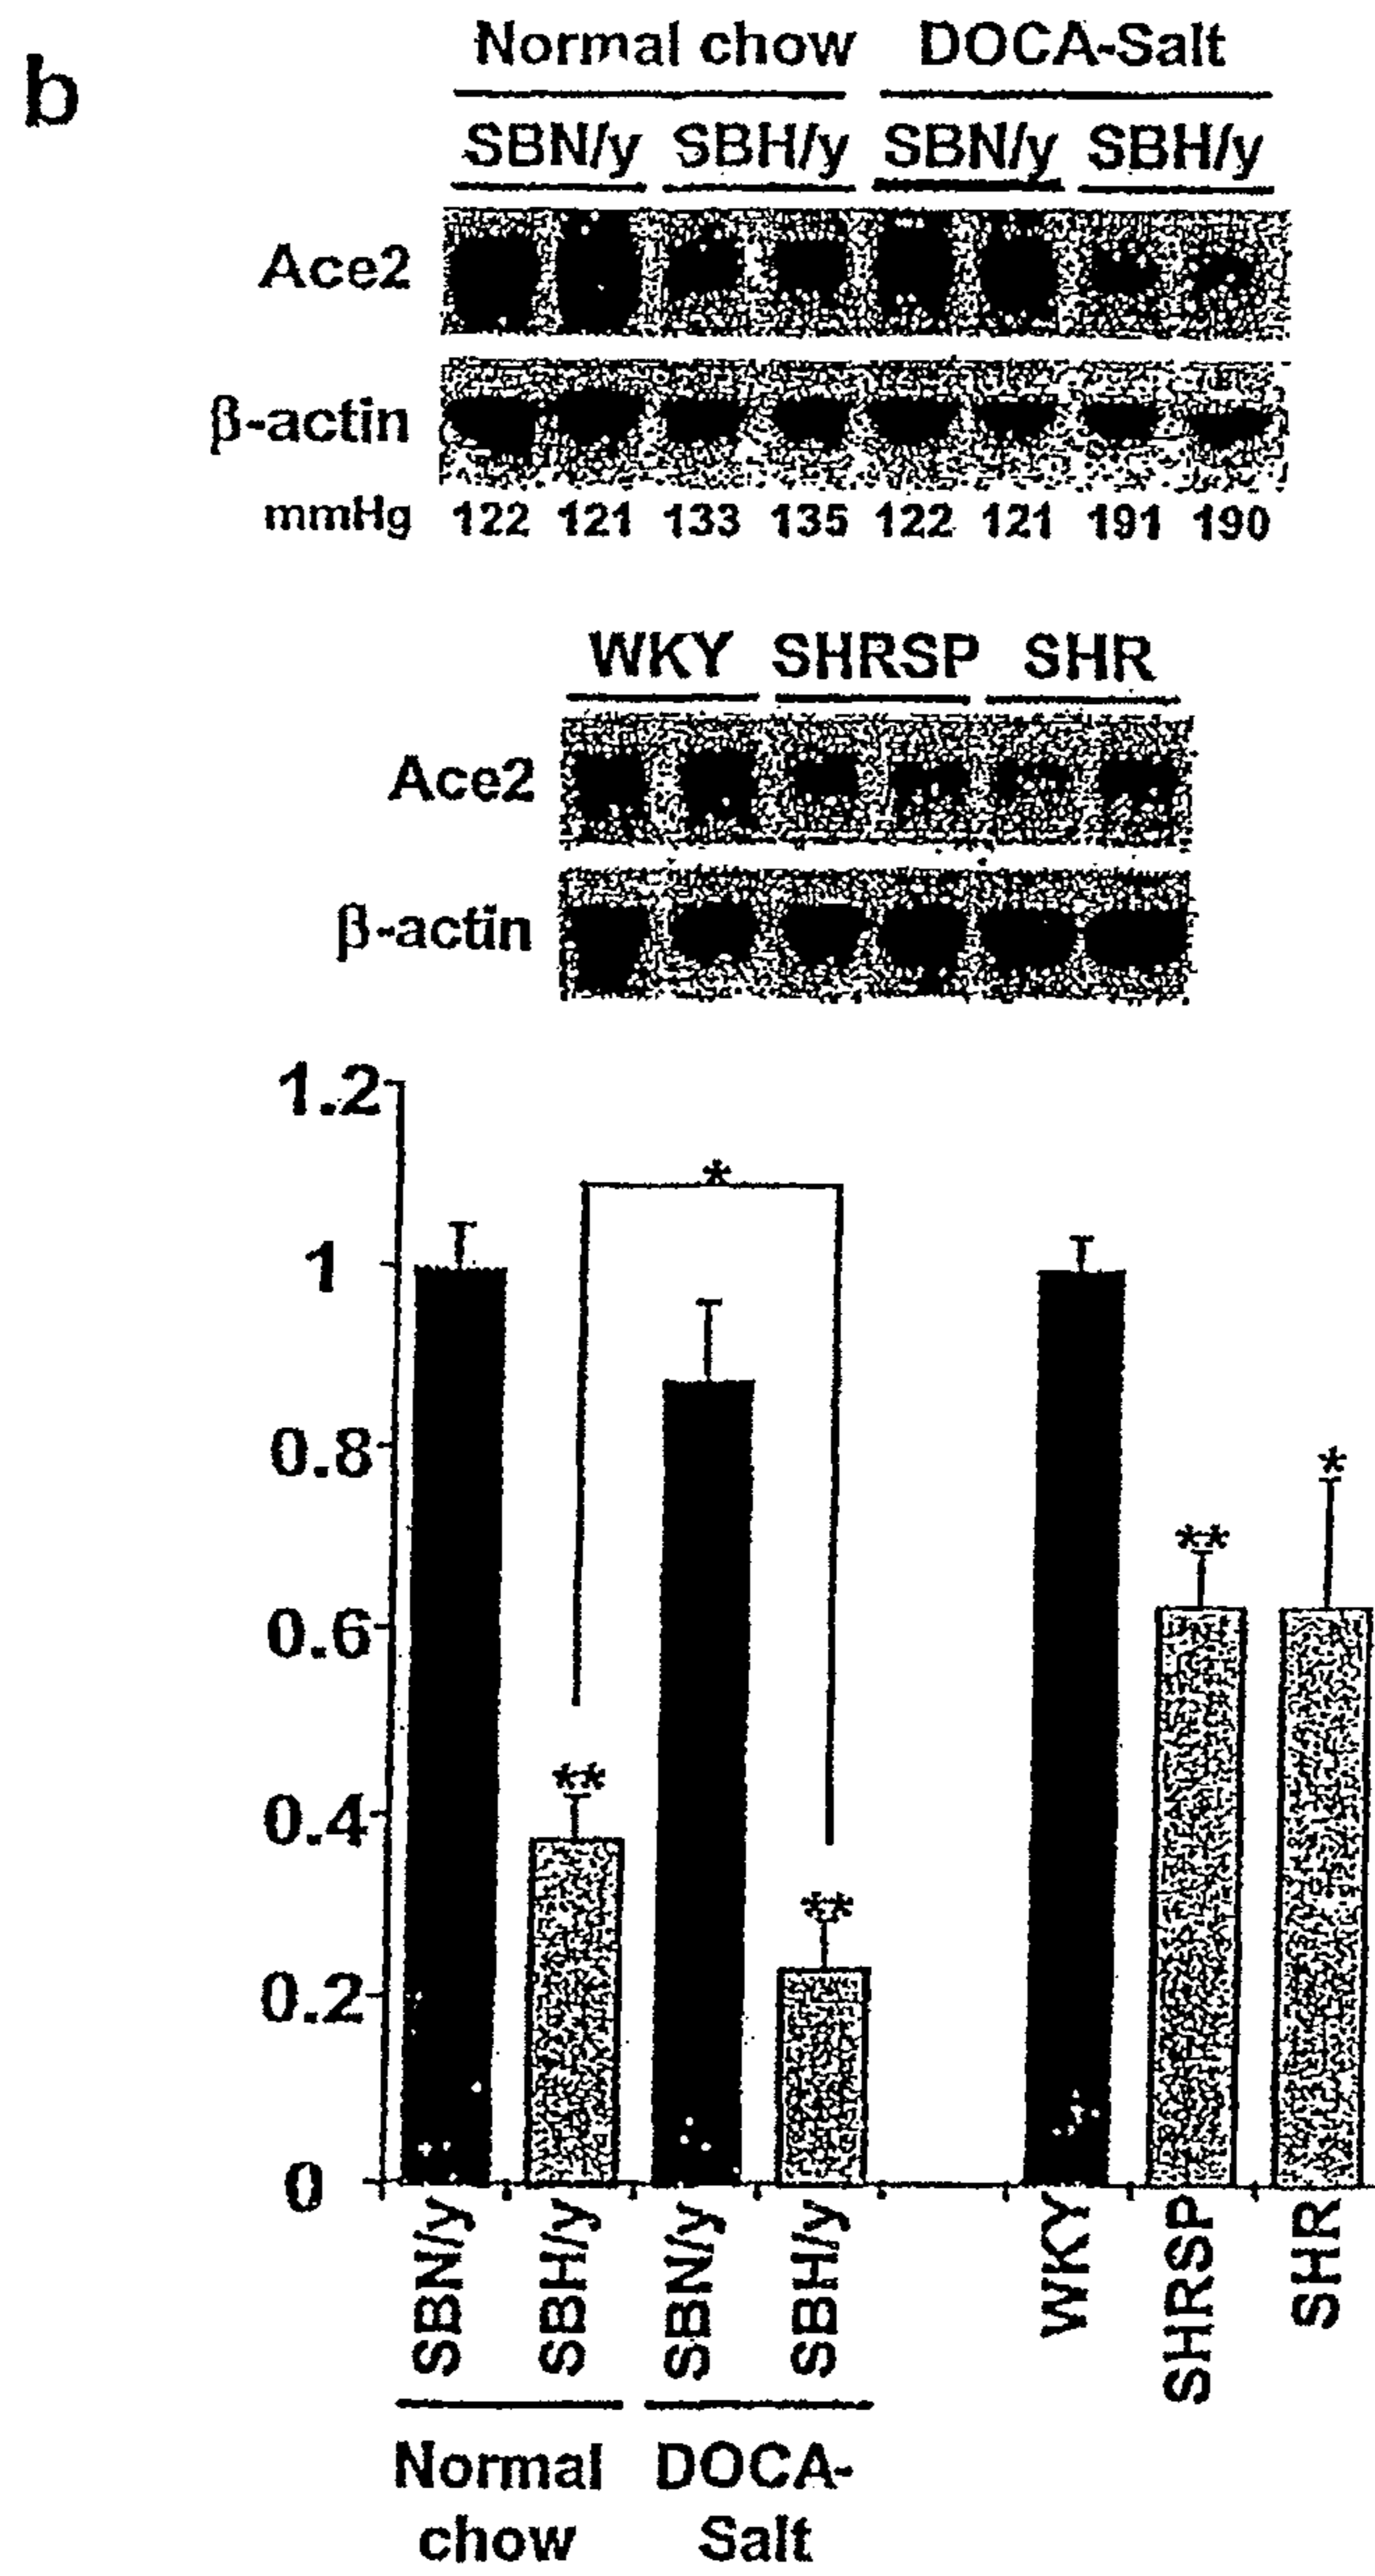 b
Normal chow DOCA-Salt
SBN/y SBH/y SBN/y SBH/y
Ace2
β-actin
mmHg 122 121 133 135 122 121 191 190
WKY SHRSP SHR
Ace2
β-actin
1.2
*
1
0.8
*
**
0.6
0.4
**
**
0.2
0
SBN/y SBH/y SBN/y SBH/y WKY SHRSP SHR
Normal DOCA-
chow Salt